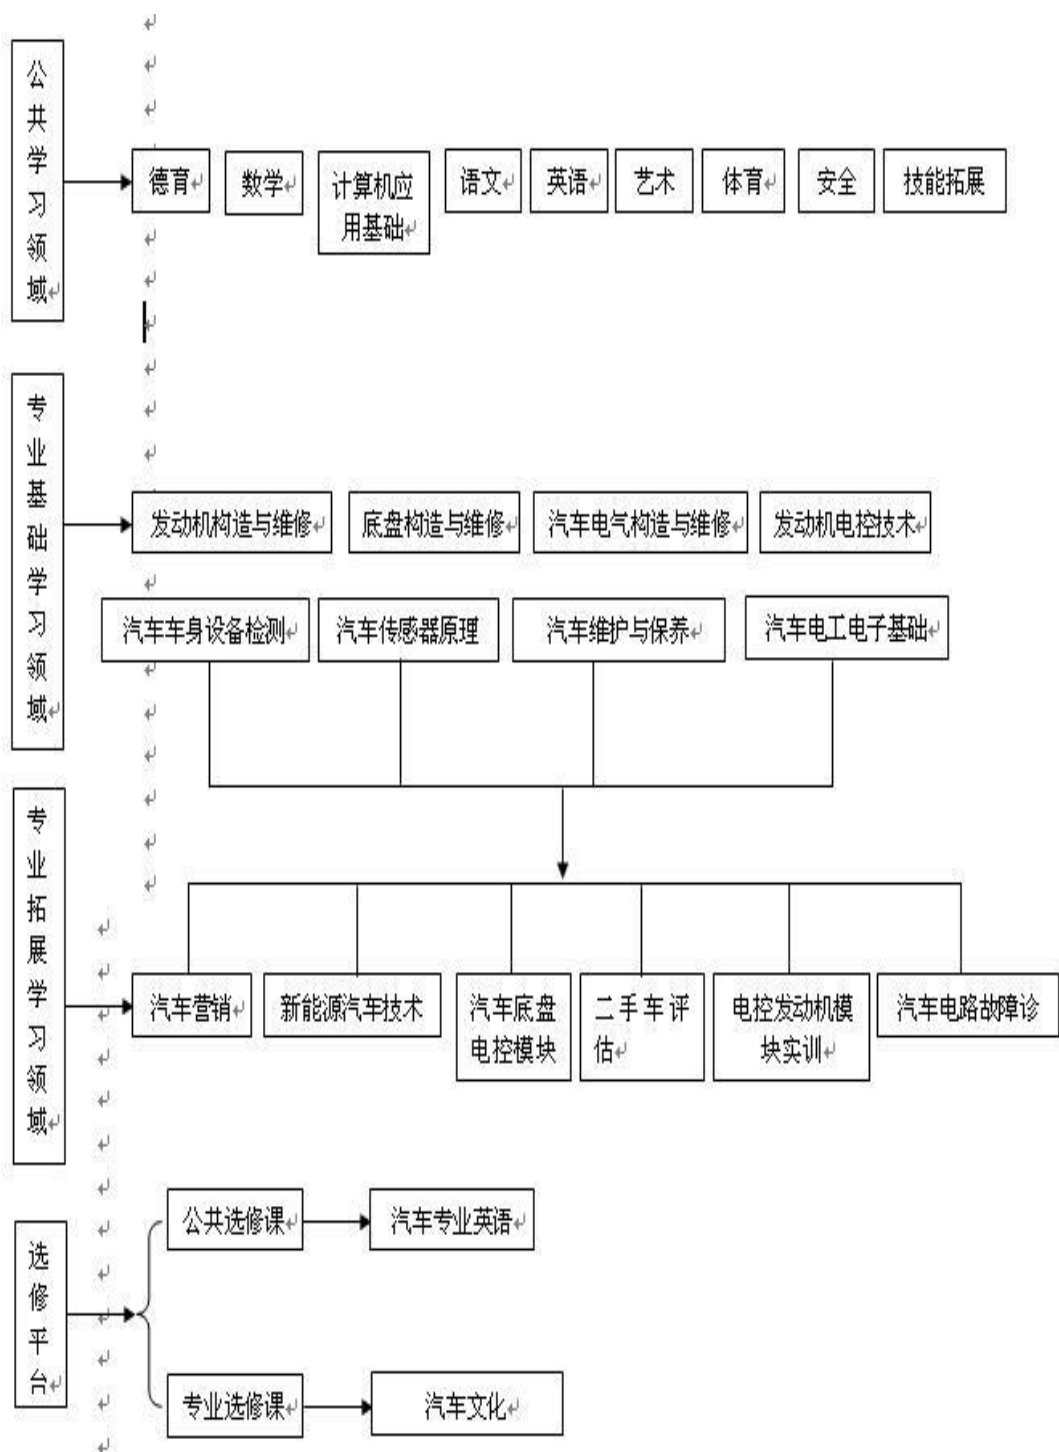 公共学习领域
德育
数学
计算机应
用基础
语文
英语
艺术
体育
安全
技能拓展
专业基础学习领域
发动机构造与维修
底盘构造与维修
汽车电气构造与维修
发动机电控技术
汽车车身设备检测
汽车传感器原理
汽车维护与保养
汽车电工电子基础
专业拓展学习领域
汽车营销
新能源汽车技术
汽车底盘
电控模块
二手车评
估
电控发动机模
块实训
汽车电路故障诊
选修平台
公共选修课
汽车专业英语
专业选修课
汽车文化